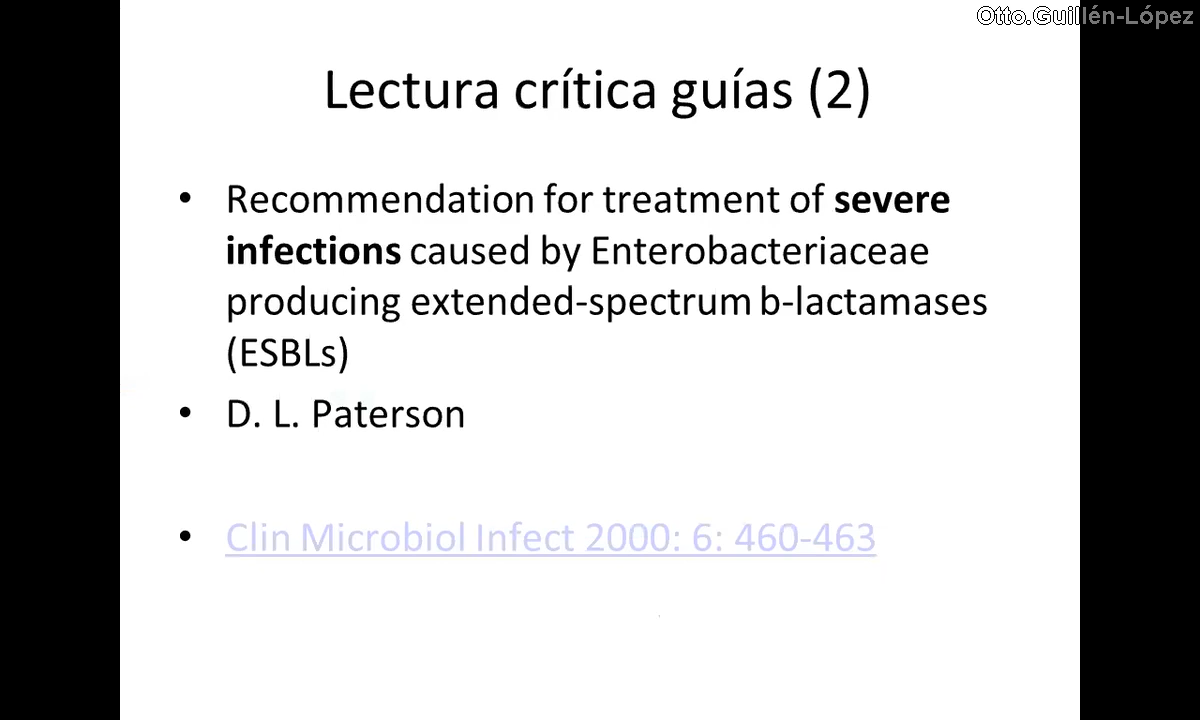 Otto.Guillén-López
Lectura crítica guías (2)
• Recommendation for treatment of severe
infections caused by Enterobacteriaceae
producing extended-spectrum b-lactamases
(ESBLs)
• D. L. Paterson
• Clin Microbiol Infect 2000: 6: 460-463